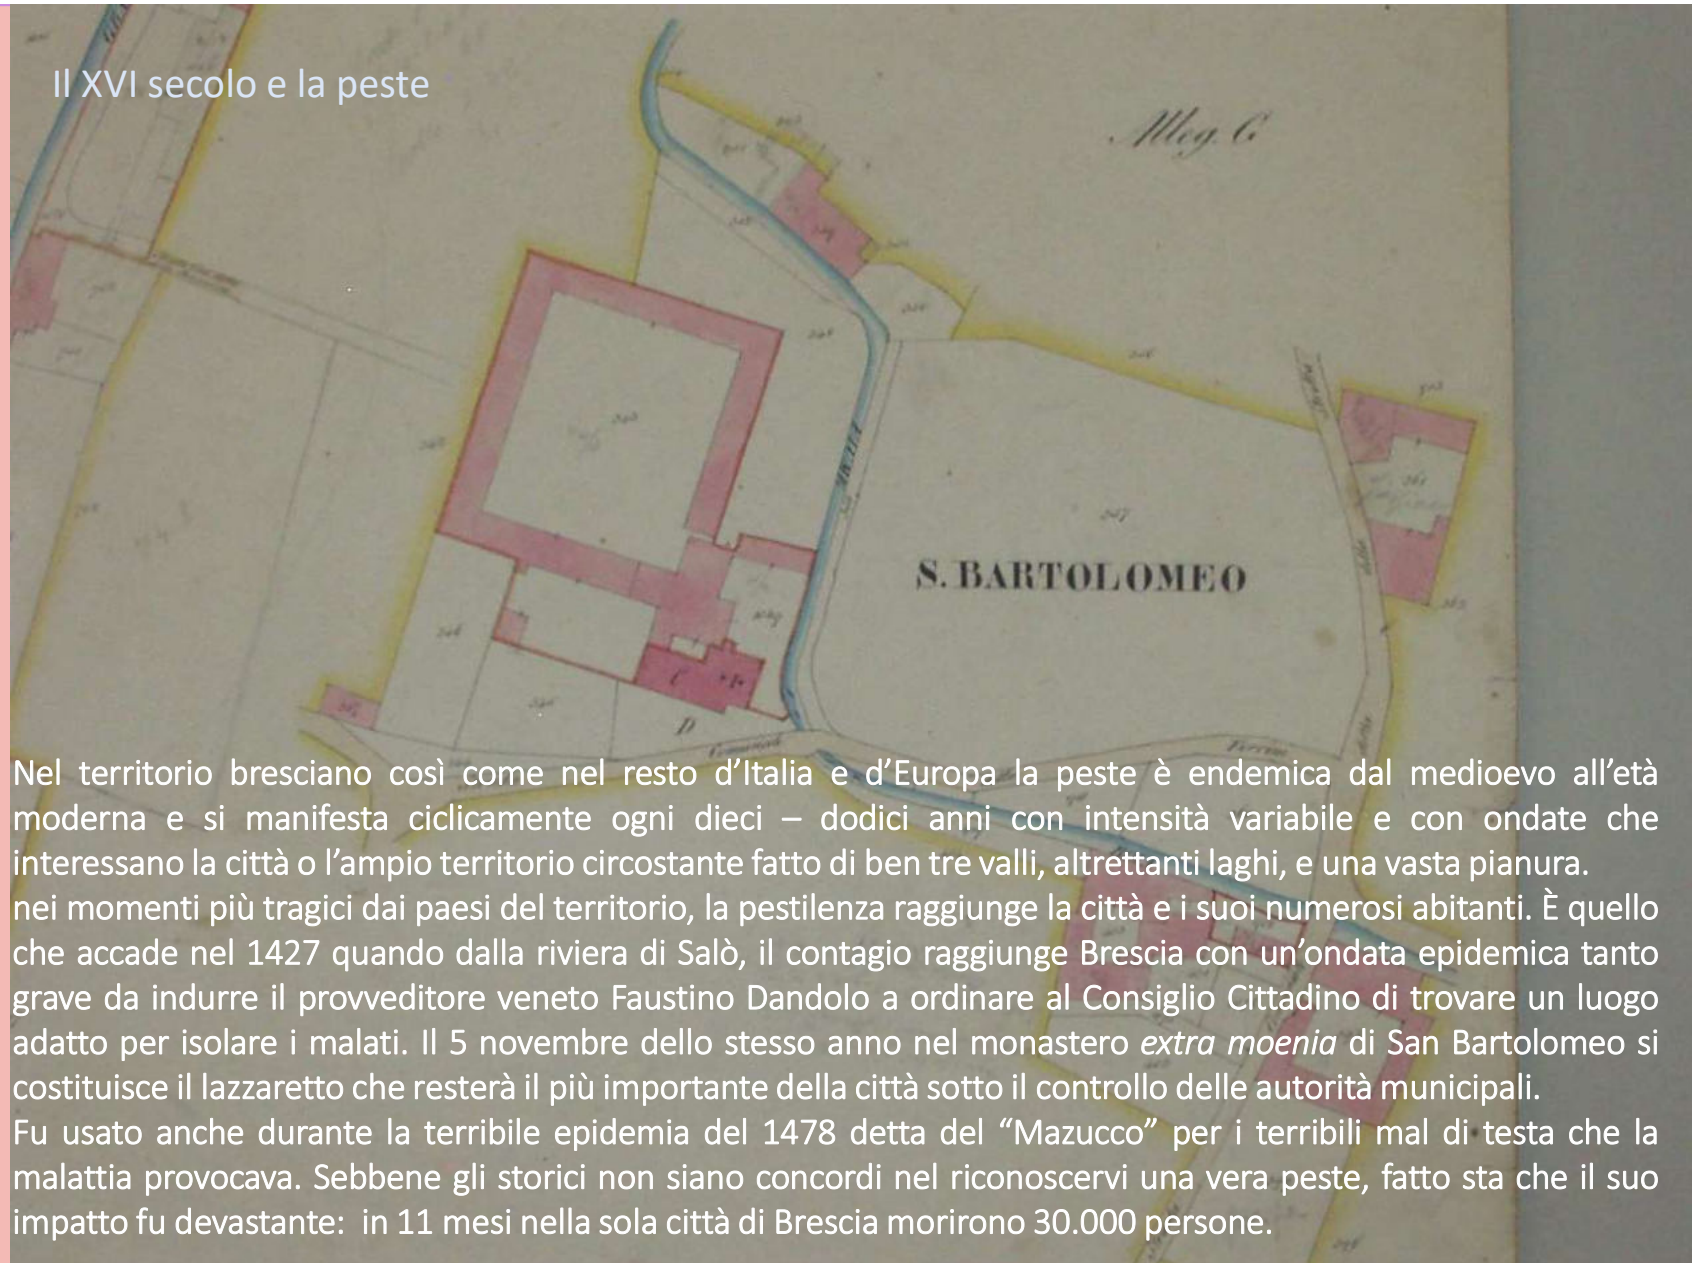 Il XVI secolo e la peste
Alleg. C
S. BARTOLOMEO
C
D
Nel territorio bresciano così come nel resto d’Italia e d’Europa la peste è endemica dal medioevo all’età
moderna e si manifesta ciclicamente ogni dieci – dodici anni con intensità variabile e con ondate che
interessano la città o l’ampio territorio circostante fatto di ben tre valli, altrettanti laghi, e una vasta pianura.
nei momenti più tragici dai paesi del territorio, la pestilenza raggiunge la città e i suoi numerosi abitanti. È quello
che accade nel 1427 quando dalla riviera di Salò, il contagio raggiunge Brescia con un’ondata epidemica tanto
grave da indurre il provveditore veneto Faustino Dandolo a ordinare al Consiglio Cittadino di trovare un luogo
adatto per isolare i malati. Il 5 novembre dello stesso anno nel monastero extra moenia di San Bartolomeo si
costituisce il lazzaretto che resterà il più importante della città sotto il controllo delle autorità municipali.
Fu usato anche durante la terribile epidemia del 1478 detta del “Mazucco” per i terribili mal di testa che la
malattia provocava. Sebbene gli storici non siano concordi nel riconoscervi una vera peste, fatto sta che il suo
impatto fu devastante: in 11 mesi nella sola città di Brescia morirono 30.000 persone.